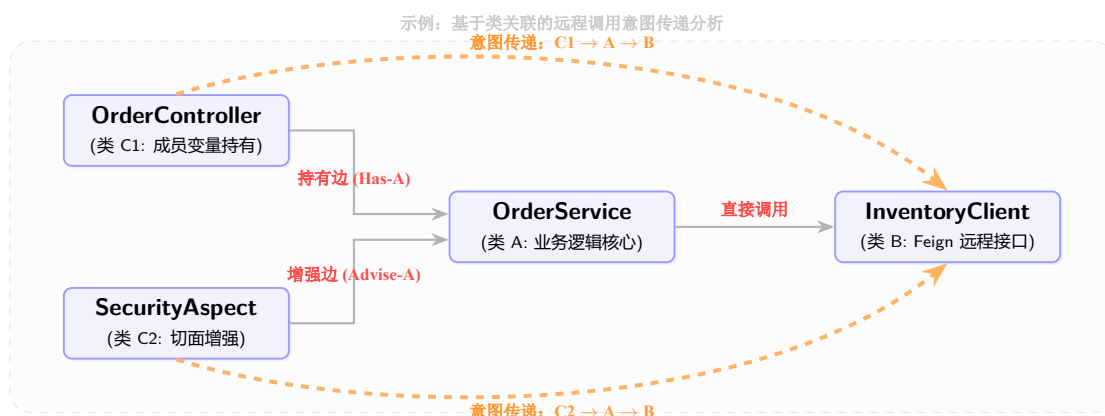 示例：基于类关联的远程调用意图传递分析
意图传递：C1 → A → B
OrderController
(类 C1: 成员变量持有)
持有边 (Has-A)
OrderService
(类 A: 业务逻辑核心)
直接调用
InventoryClient
(类 B: Feign 远程接口)
增强边 (Advise-A)
SecurityAspect
(类 C2: 切面增强)
意图传递：C2 → A → B